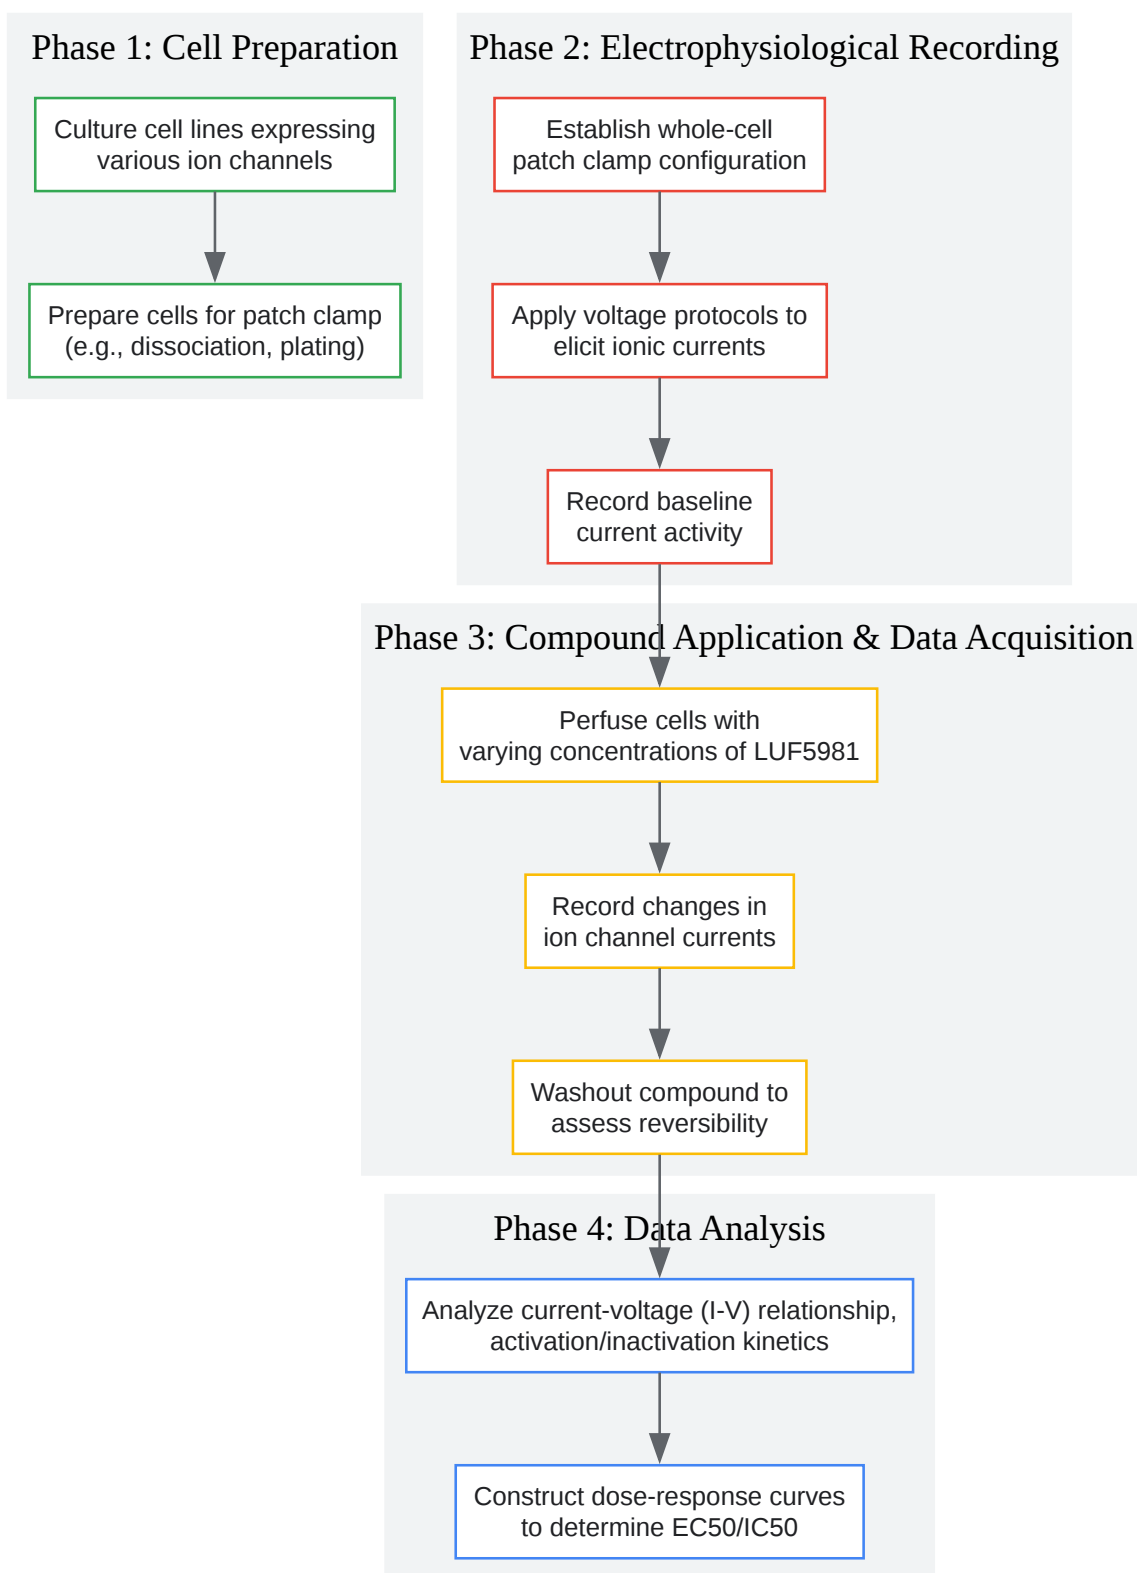 Phase 1: Cell Preparation
Culture cell lines expressing
various ion channels
Prepare cells for patch clamp
(e.g., dissociation, plating)
Phase 2: Electrophysiological Recording
Establish whole-cell
patch clamp configuration
Apply voltage protocols to
elicit ionic currents
Record baseline
current activity
Phase 3: Compound Application & Data Acquisition
Perfuse cells with
varying concentrations of LUF5981
Record changes in
ion channel currents
Washout compound to
assess reversibility
Phase 4: Data Analysis
Analyze current-voltage (I-V) relationship,
activation/inactivation kinetics
Construct dose-response curves
to determine EC50/IC50